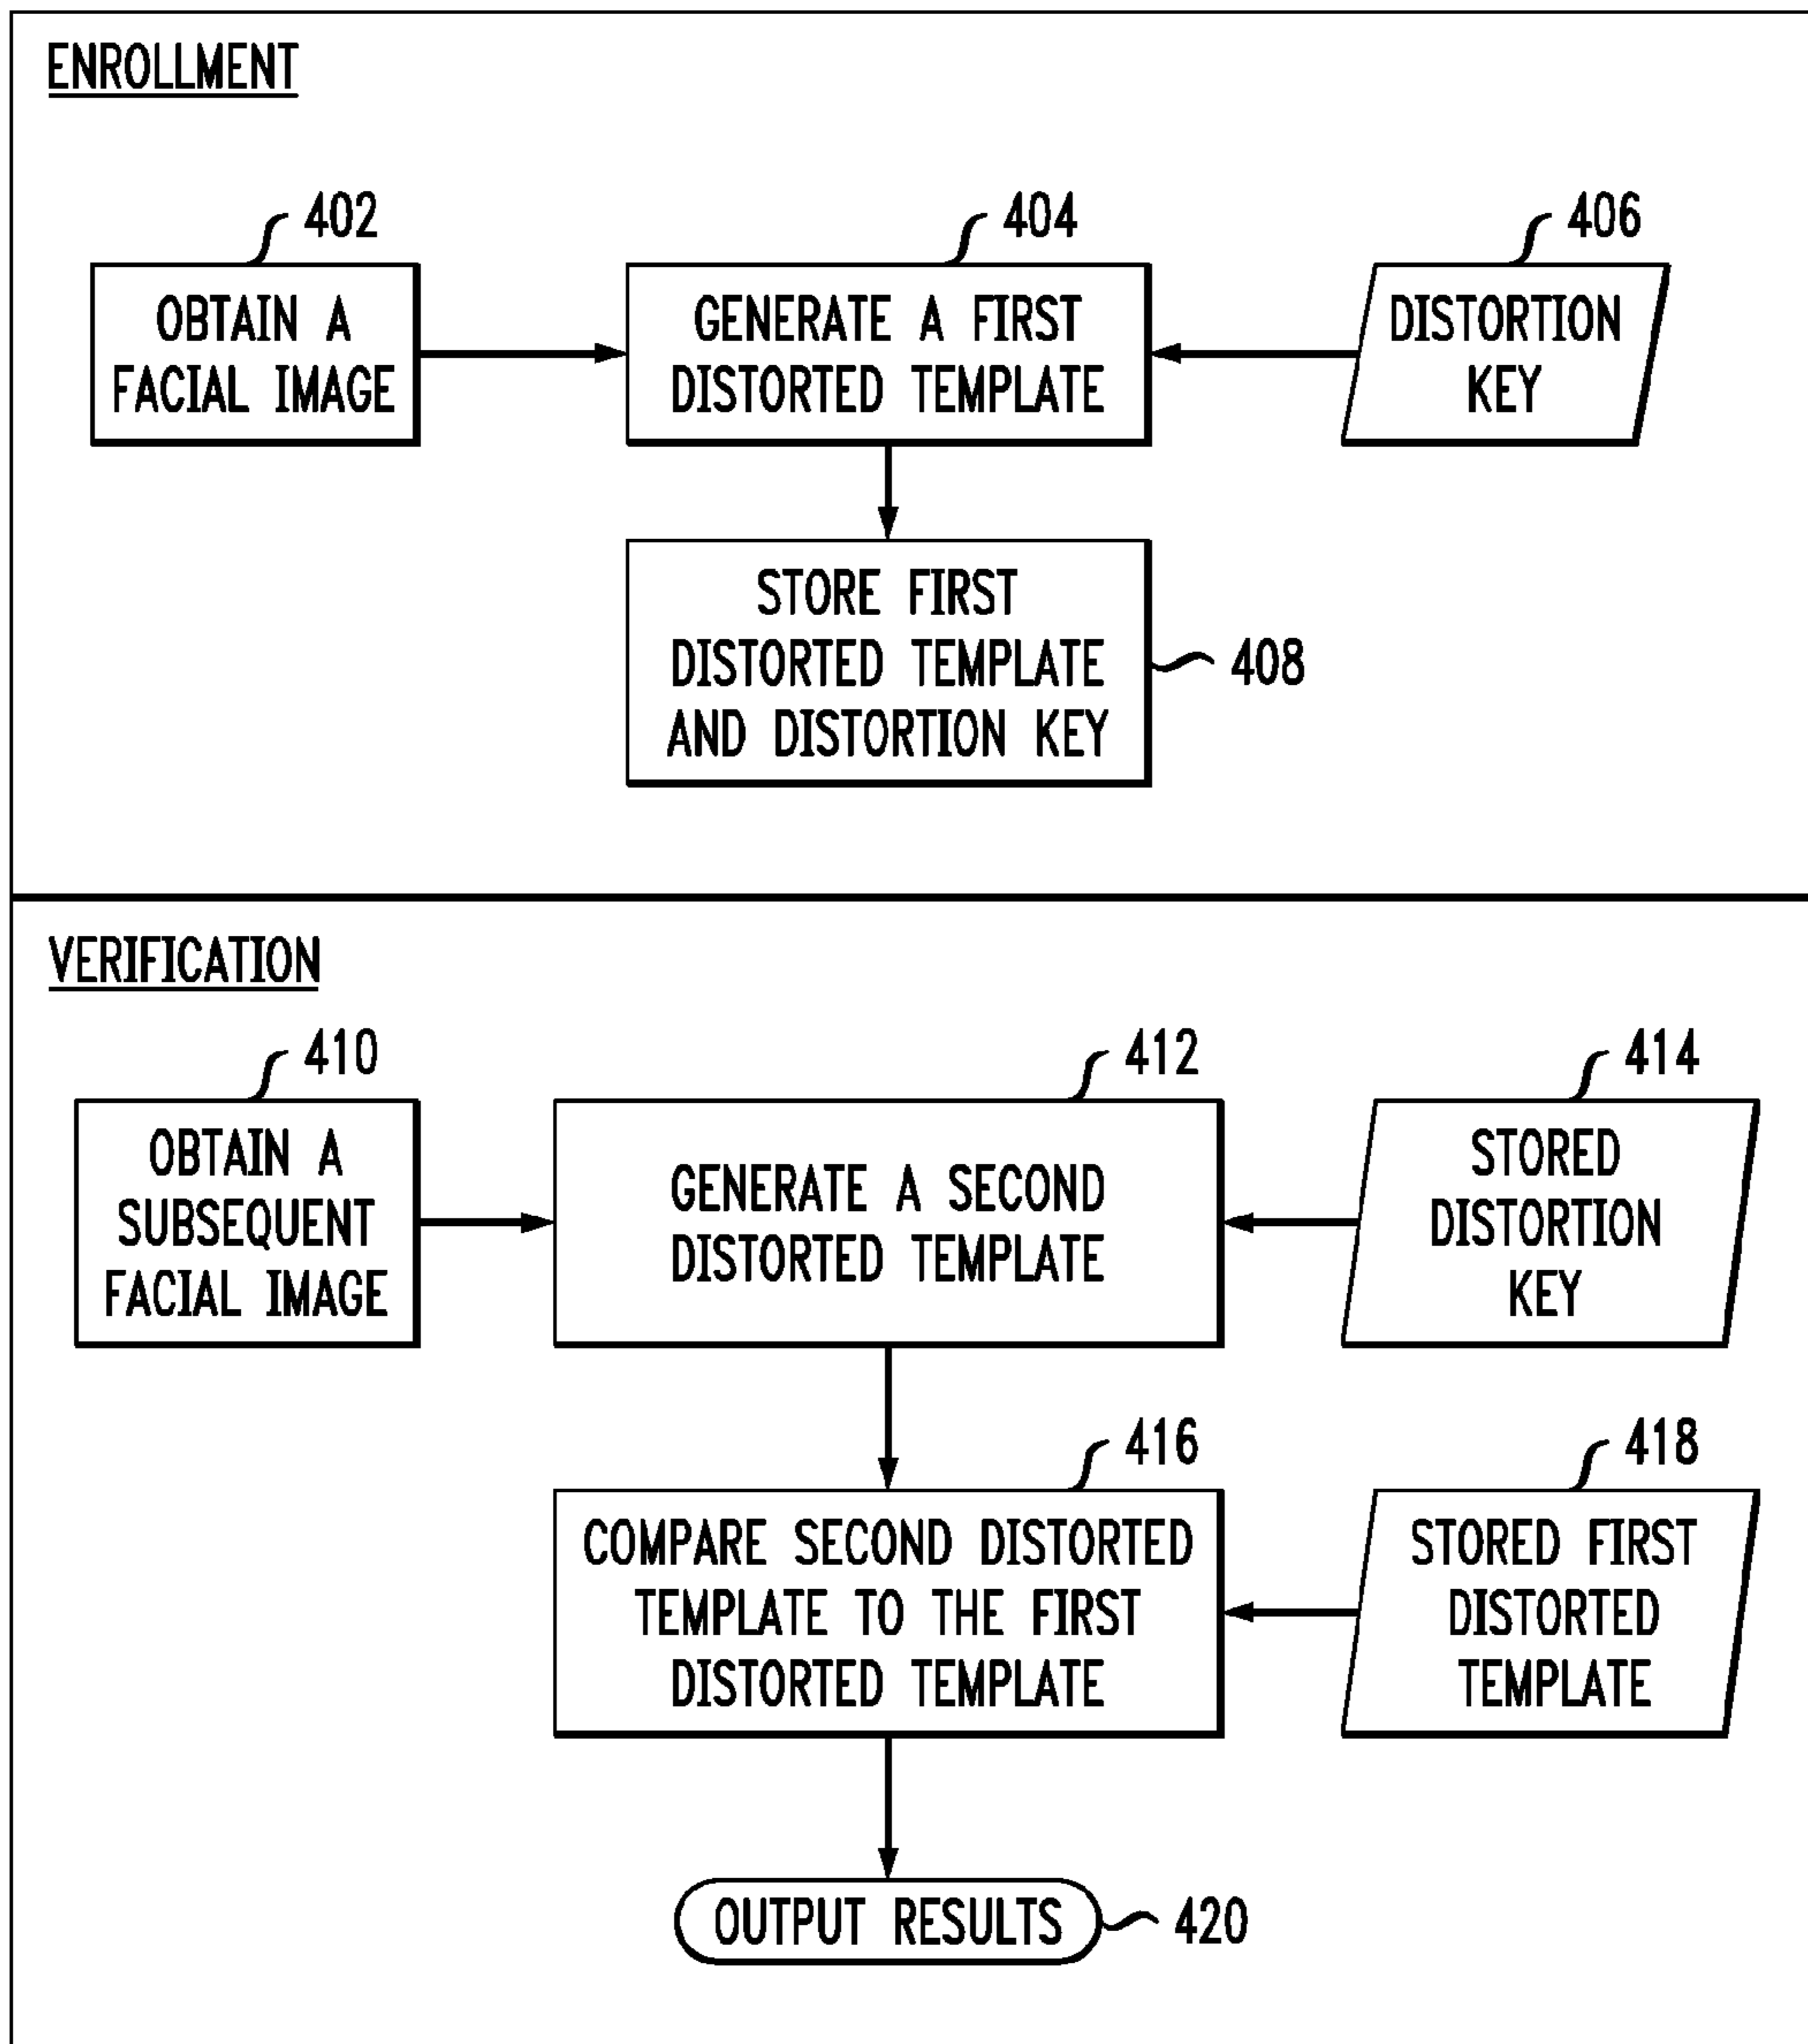 ENROLLMENT
402
OBTAIN A
FACIAL IMAGE
404
GENERATE A FIRST
DISTORTED TEMPLATE
406
DISTORTION
KEY
STORE FIRST
DISTORTED TEMPLATE
AND DISTORTION KEY
408
VERIFICATION
410
OBTAIN A
SUBSEQUENT
FACIAL IMAGE
412
GENERATE A SECOND
DISTORTED TEMPLATE
414
STORED
DISTORTION
KEY
416
COMPARE SECOND DISTORTED
TEMPLATE TO THE FIRST
DISTORTED TEMPLATE
418
STORED FIRST
DISTORTED
TEMPLATE
OUTPUT RESULTS
420